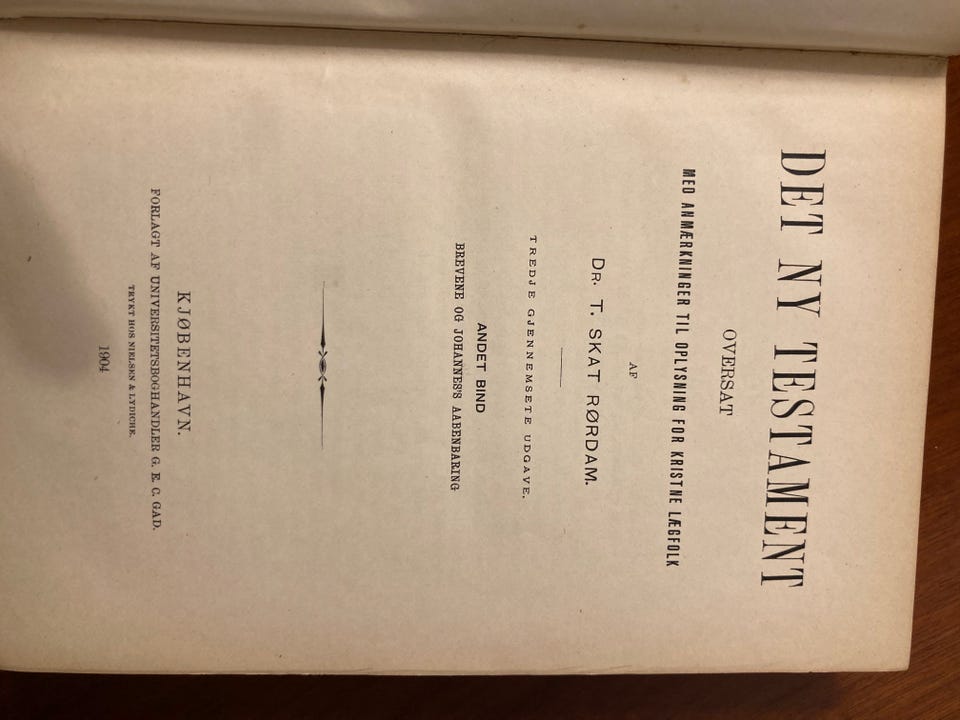 DET NY TESTAMENT
OVERSAT
MED ANMÆRKNINGER TIL OPLYSNING FOR KRISTNE LÆGFOLK
AF
DR. T. SKAT RØRDAM.
TREDJE GJENNEMSETE UDGAVE.
ANDET BIND
BREVENE OG JOHANNES'S AABENBARING
KJØBENHAVN.
FORLAGT AF UNIVERSITETSBOGHANDLER G. E. C. GAD.
TRYKT HOS NIELSEN & LYDICHE.
1904